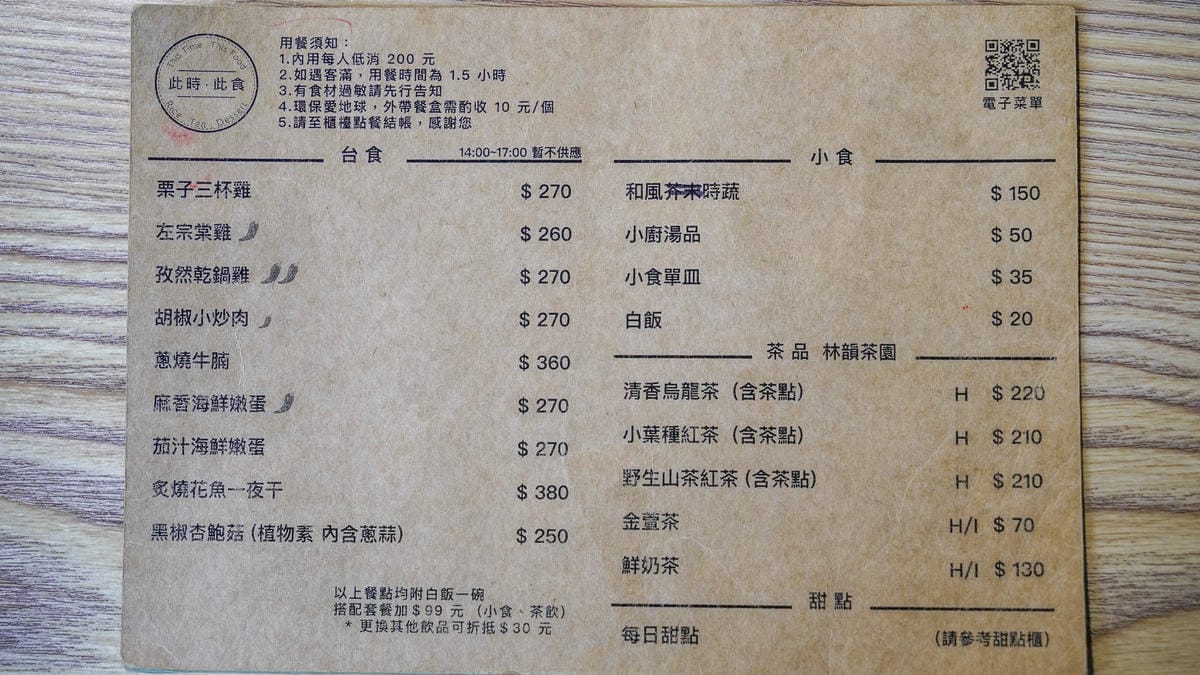 This Time This Food
此時·此食
Rice. Tea. Dessert
用餐須知：
1.內用每人低消 200 元
2.如遇客滿，用餐時間為 1.5 小時
3.有食材過敏請先行告知
4.環保愛地球，外帶餐盒需酌收 10 元/個
5.請至櫃檯點餐結帳，感謝您
電子菜單
台食 14:00~17:00 暫不供應
栗子三杯雞 $ 270
左宗棠雞 $ 260
孜然乾鍋雞 $ 270
胡椒小炒肉 $ 270
蔥燒牛腩 $ 360
麻香海鮮嫩蛋 $ 270
茄汁海鮮嫩蛋 $ 270
炙燒花魚一夜干 $ 380
黑椒杏鮑菇 (植物素 內含蔥蒜) $ 250
以上餐點均附白飯一碗
搭配套餐加＄99 元 （小食、茶飲）
* 更換其他飲品可折抵＄30 元
小食
和風芥末時蔬 $ 150
小廚湯品 $ 50
小食單皿 $ 35
白飯 $ 20
茶品 林韻茶園
清香烏龍茶 (含茶點) H $ 220
小葉種紅茶 (含茶點) H $ 210
野生山茶紅茶 (含茶點) H $ 210
金萱茶 H/I $ 70
鮮奶茶 H/I $ 130
甜點
每日甜點 (請參考甜點櫃)